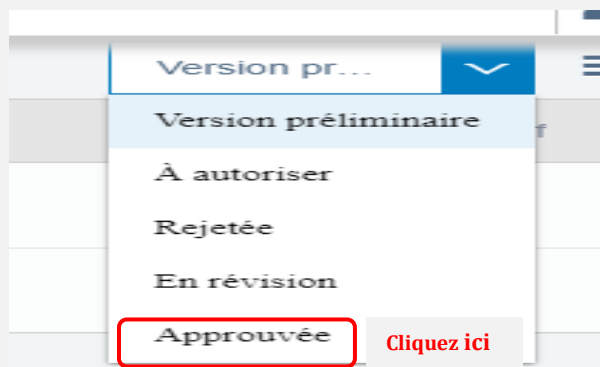 Version pr...
Version préliminaire
f
À autoriser
Rejetée
En révision
Approuvée
Cliquez ici